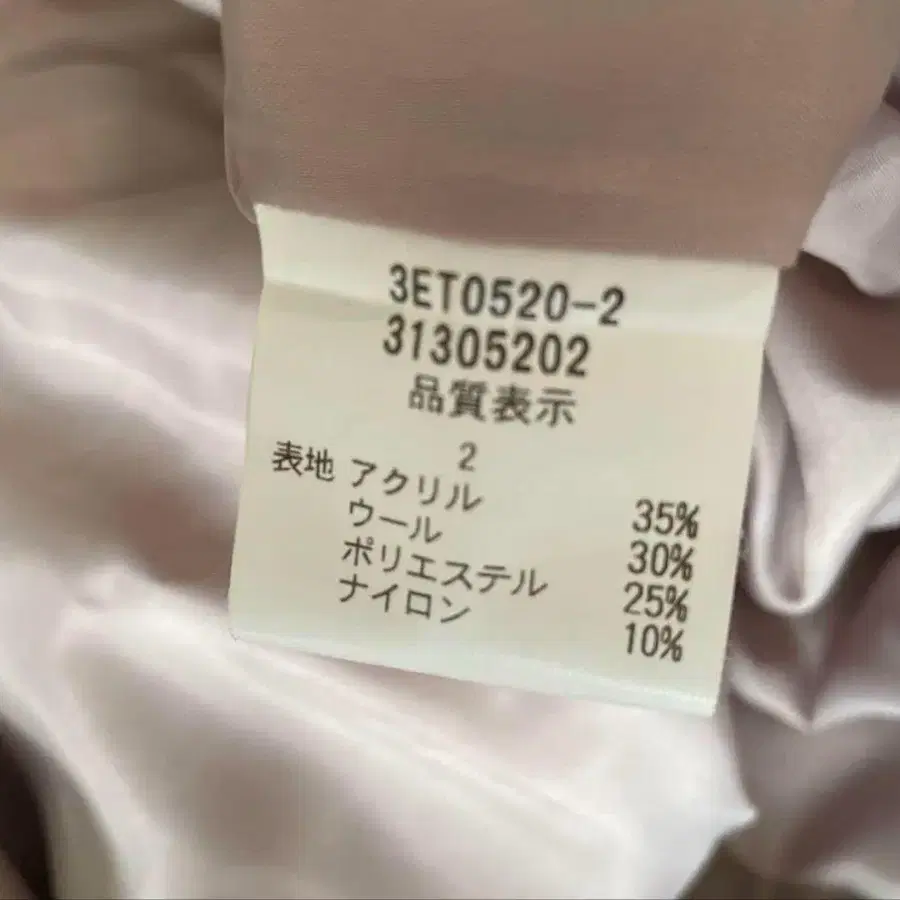 3ET0520-2
31305202
品質表示
2
表地 アクリル 35%
ウール 30%
ポリエステル 25%
ナイロン 10%